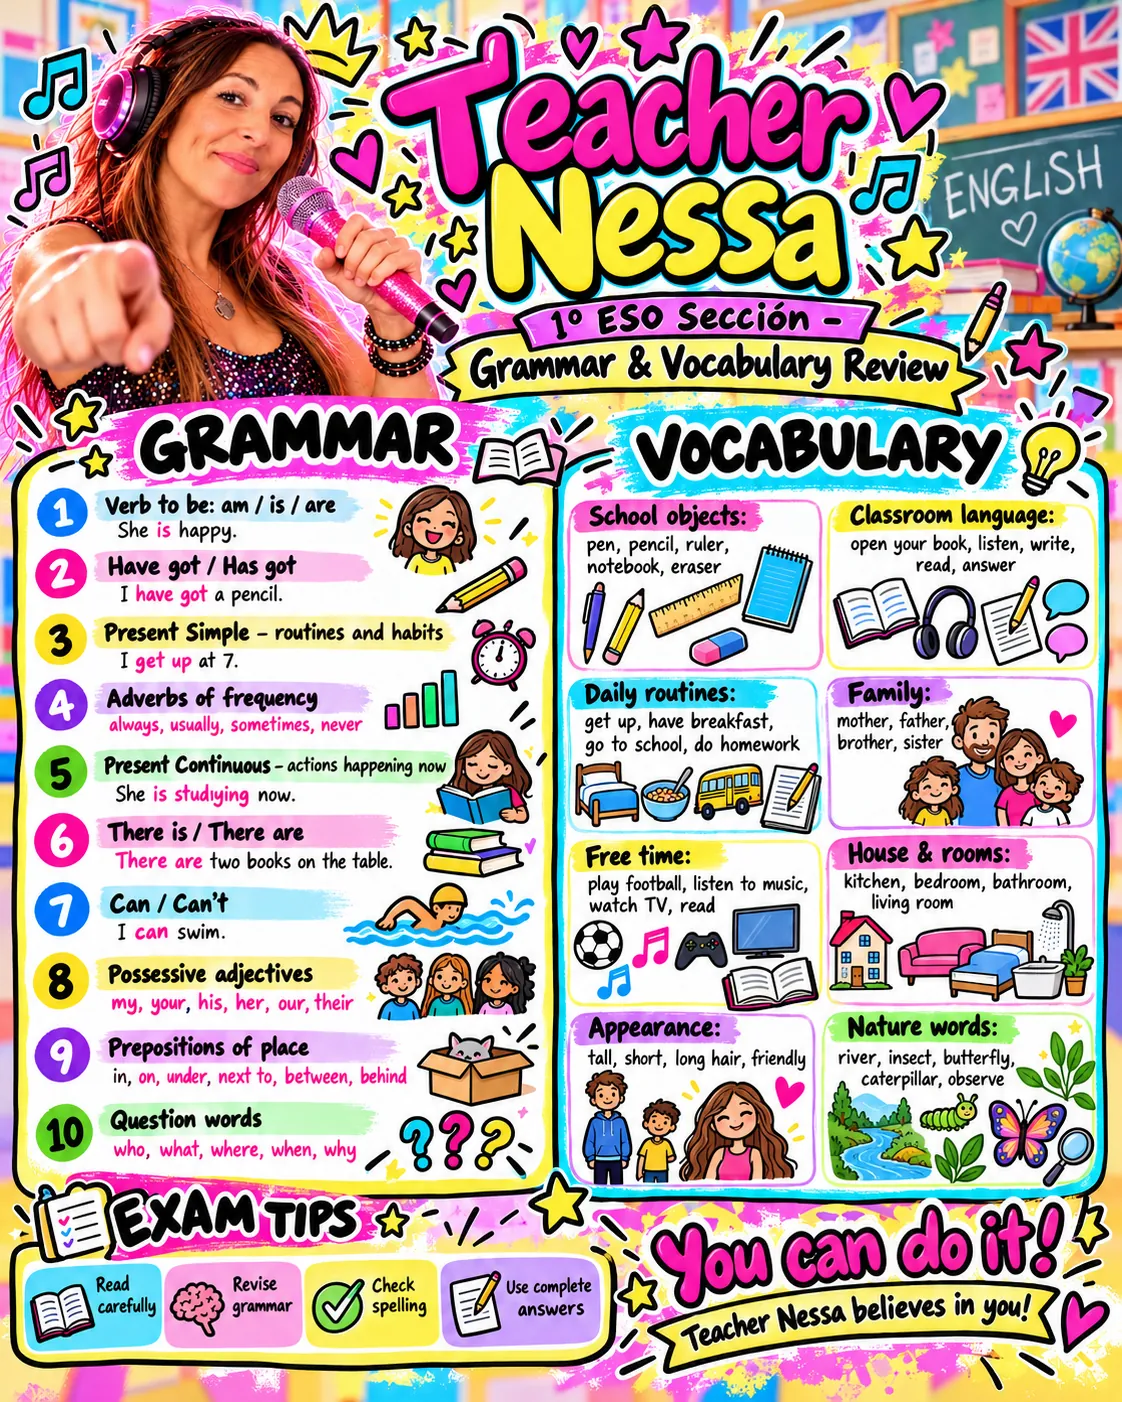 Teacher
Nessa
ENGLISH
1º ESO Sección -
Grammar & Vocabulary Review
GRAMMAR
1 Verb to be: am / is / are
She is happy.
2 Have got / Has got
I have got a pencil.
3 Present Simple – routines and habits
I get up at 7.
4 Adverbs of frequency
always, usually, sometimes, never
5 Present Continuous – actions happening now
She is studiying now.
6 There is / There are
There are two books on the table.
7 Can / Can't
I can swim.
8 Possessive adjectives
my, your, his, her, our, their
9 Prepositions of place
in, on, under, next to, between, behind
10 Question words
who, what, where, when, why
VOCABULARY
School objects:
pen, pencil, ruler,
notebook, eraser
Classroom language:
open your book, listen, write,
read, answer
Daily routines:
get up, have breakfast,
go to school, do homework
Family:
mother, father,
brother, sister
Free time:
play football, listen to music,
watch TV, read
House & rooms:
kitchen, bedroom, bathroom,
living room
Appearance:
tall, short, long hair, friendly
Nature words:
river, insect, butterfly,
caterpillar, observe
EXAM TIPS
Read
carefully
Revise
grammar
Check
spelling
Use complete
answers
You can do it!
Teacher Nessa believes in you!